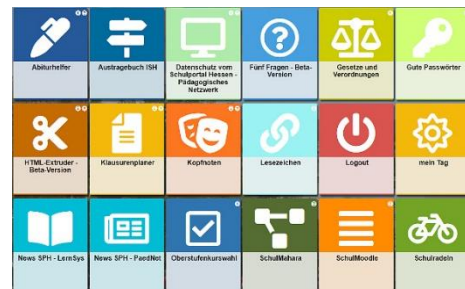 Abiturhelfer
Austragebuch ISH
Datenschutz vom
Schulportal Hessen -
Pädagogisches
Netzwerk
Fünf Fragen - Beta-
Version
Gesetze und
Verordnungen
Gute Passwörter
HTML-Extruder -
Beta-Version
Klausurenplaner
Kopfnoten
Lesezeichen
Logout
mein Tag
News SPH - LernSys
News SPH - PaedNet
Oberstufenkurswahl
SchulMahara
SchulMoodle
Schulradeln